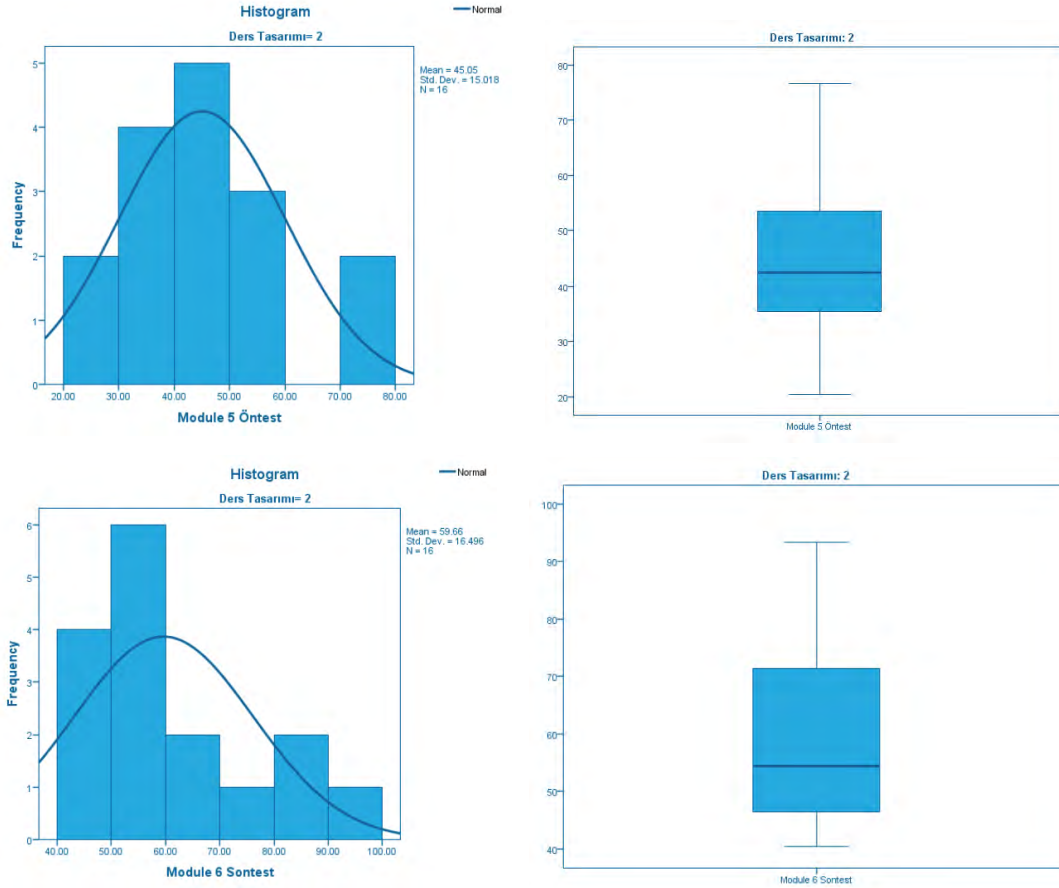 Histogram
Normal
Ders Tasarımı= 2
Mean = 45.05
Std. Dev. = 15.018
N = 16
Frequency
5
4
3
2
1
0
20.00 30.00 40.00 50.00 60.00 70.00 80.00
Module 5 Öntest
Ders Tasarımı: 2
80
70
60
50
40
30
20
Module 5 Öntest
Histogram
Normal
Ders Tasarımı= 2
Mean = 59.66
Std. Dev. = 16.496
N = 16
Frequency
6
5
4
3
2
1
0
40.00 50.00 60.00 70.00 80.00 90.00 100.00
Module 6 Sontest
Ders Tasarımı: 2
100
90
80
70
60
50
40
Module 6 Sontest